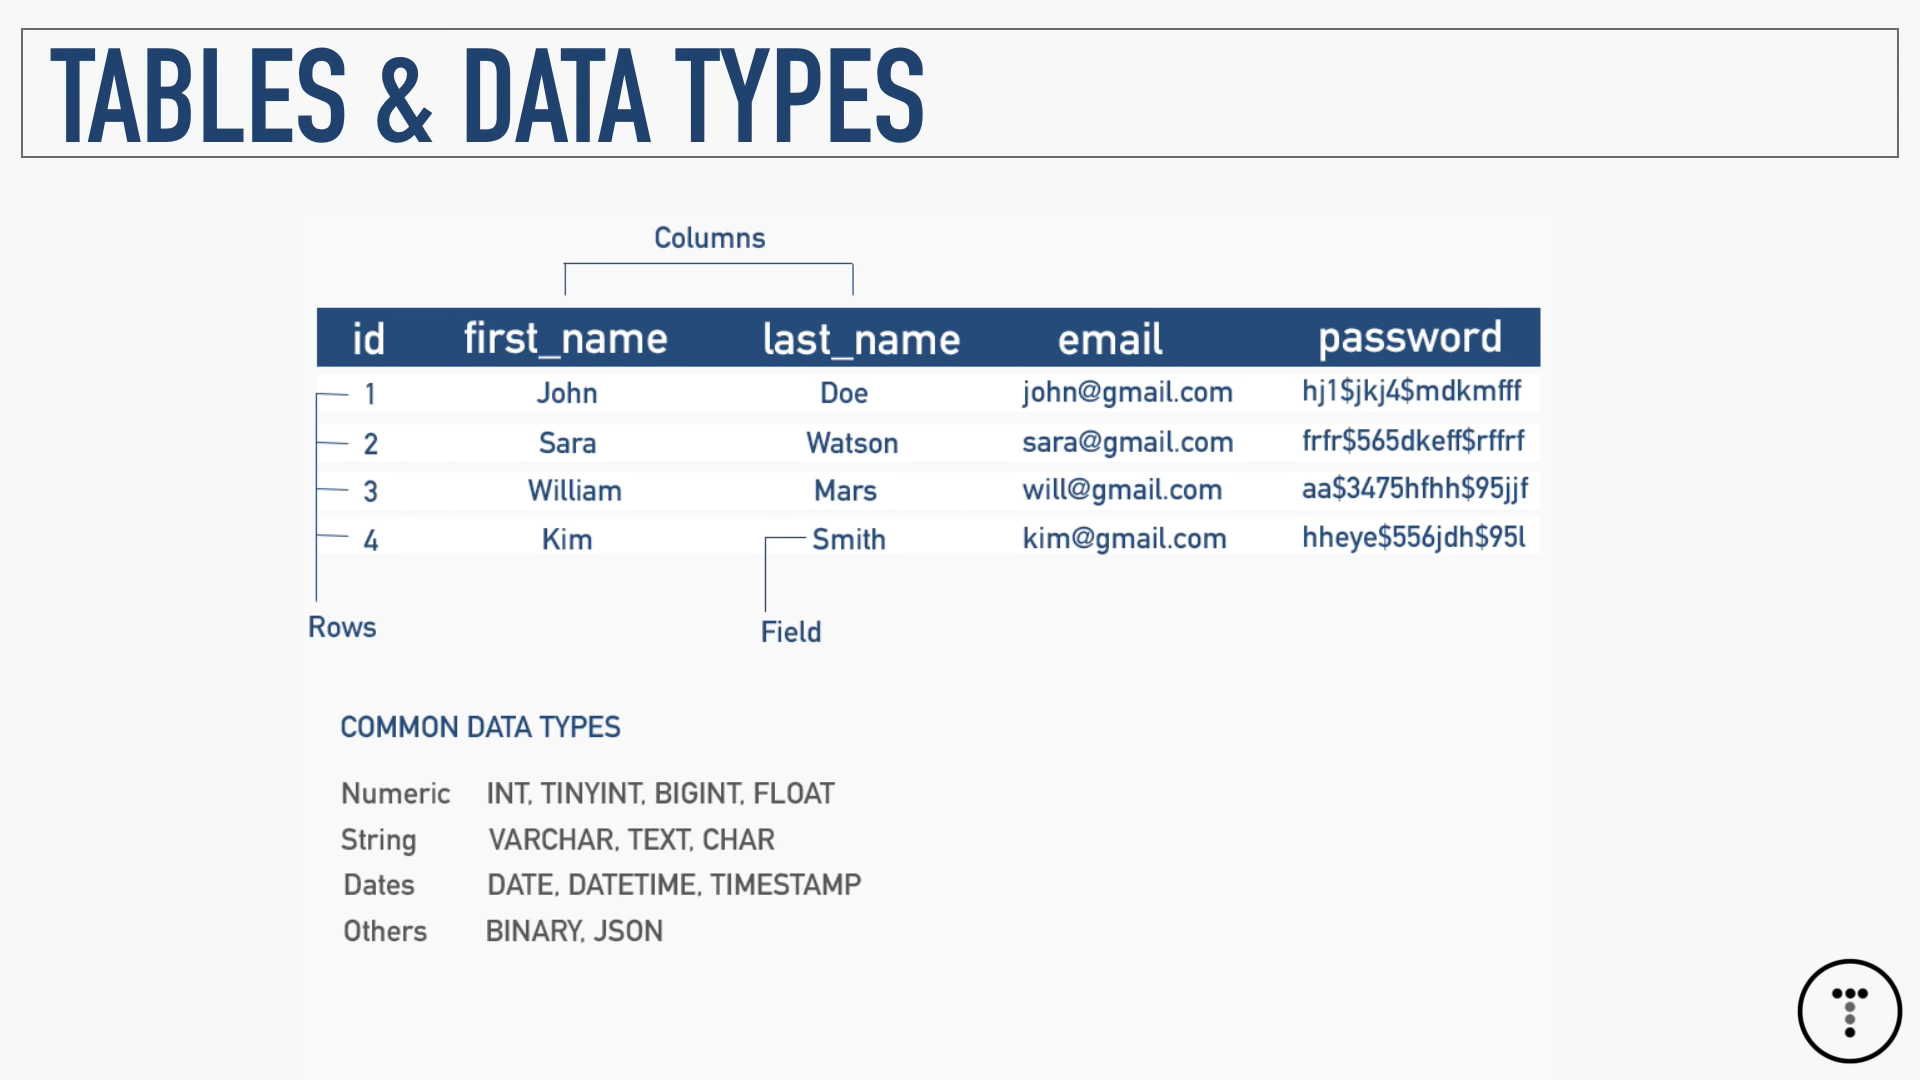 TABLES & DATA TYPES
Columns
id first_name last_name email password
1 John Doe john@gmail.com hj1$jkj4$mdkmfff
2 Sara Watson sara@gmail.com frfr$565dkeff$rffrf
3 William Mars will@gmail.com aa$3475hfhh$95jjf
4 Kim Smith kim@gmail.com hheye$556jdh$95l
Rows Field
COMMON DATA TYPES
Numeric INT, TINYINT, BIGINT, FLOAT
String VARCHAR, TEXT, CHAR
Dates DATE, DATETIME, TIMESTAMP
Others BINARY, JSON
T